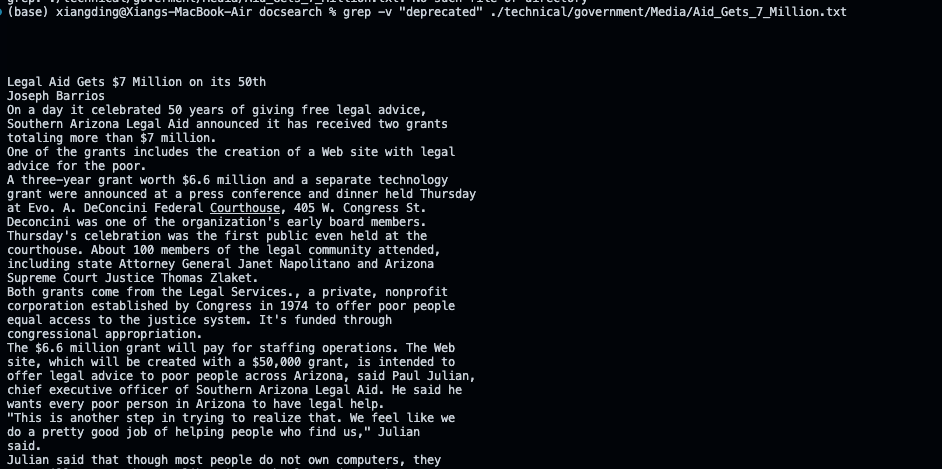 (base) xiangding@Xiangs-MacBook-Air docsearch % grep -v "deprecated" ./technical/government/Media/Aid_Gets_7_Million.txt
Legal Aid Gets $7 Million on its 50th
Joseph Barrios
On a day it celebrated 50 years of giving free legal advice,
Southern Arizona Legal Aid announced it has received two grants
totaling more than $7 million.
One of the grants includes the creation of a Web site with legal
advice for the poor.
A three-year grant worth $6.6 million and a separate technology
grant were announced at a press conference and dinner held Thursday
at Evo. A. DeConcini Federal Courthouse, 405 W. Congress St.
Deconcini was one of the organization's early board members.
Thursday's celebration was the first public even held at the
courthouse. About 100 members of the legal community attended,
including state Attorney General Janet Napolitano and Arizona
Supreme Court Justice Thomas Zlaket.
Both grants come from the Legal Services., a private, nonprofit
corporation established by Congress in 1974 to offer poor people
equal access to the justice system. It's funded through
congressional appropriation.
The $6.6 million grant will pay for staffing operations. The Web
site, which will be created with a $50,000 grant, is intended to
offer legal advice to poor people across Arizona, said Paul Julian,
chief executive officer of Southern Arizona Legal Aid. He said he
wants every poor person in Arizona to have legal help.
"This is another step in trying to realize that. We feel like we
do a pretty good job of helping people who find us," Julian
said.
Julian said that though most people do not own computers, they